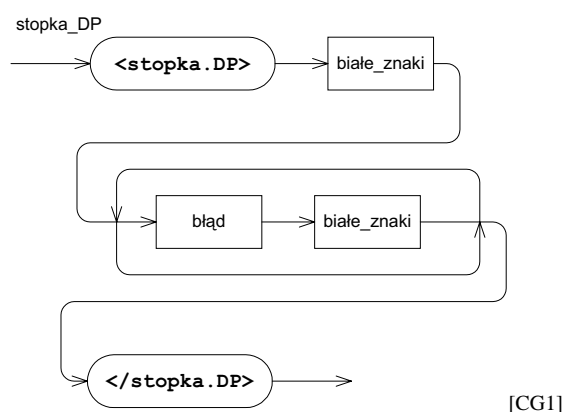 stopka_DP
<stopka.DP> białe_znaki
błąd białe_znaki
</stopka.DP>
[CG1]